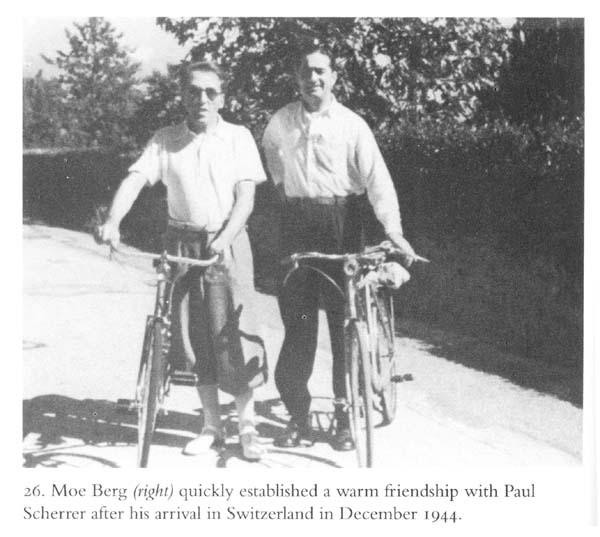 26. Moe Berg (right) quickly established a warm friendship with Paul
Scherrer after his arrival in Switzerland in December 1944.